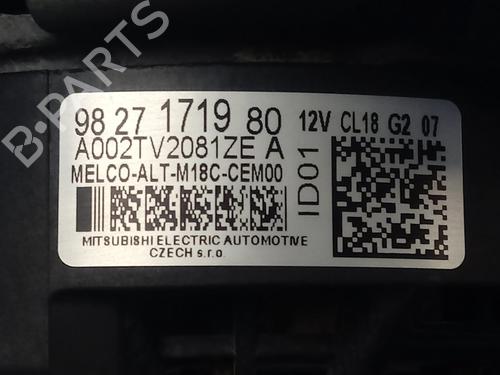 B-PARTS
98 27 1719 80 12V CL18 G2 07
A002TV2081ZE A
MELCO-ALT-M18C-CEM00
ID01
MITSUBISHI ELECTRIC AUTOMOTIVE
CZECH s.r.o.